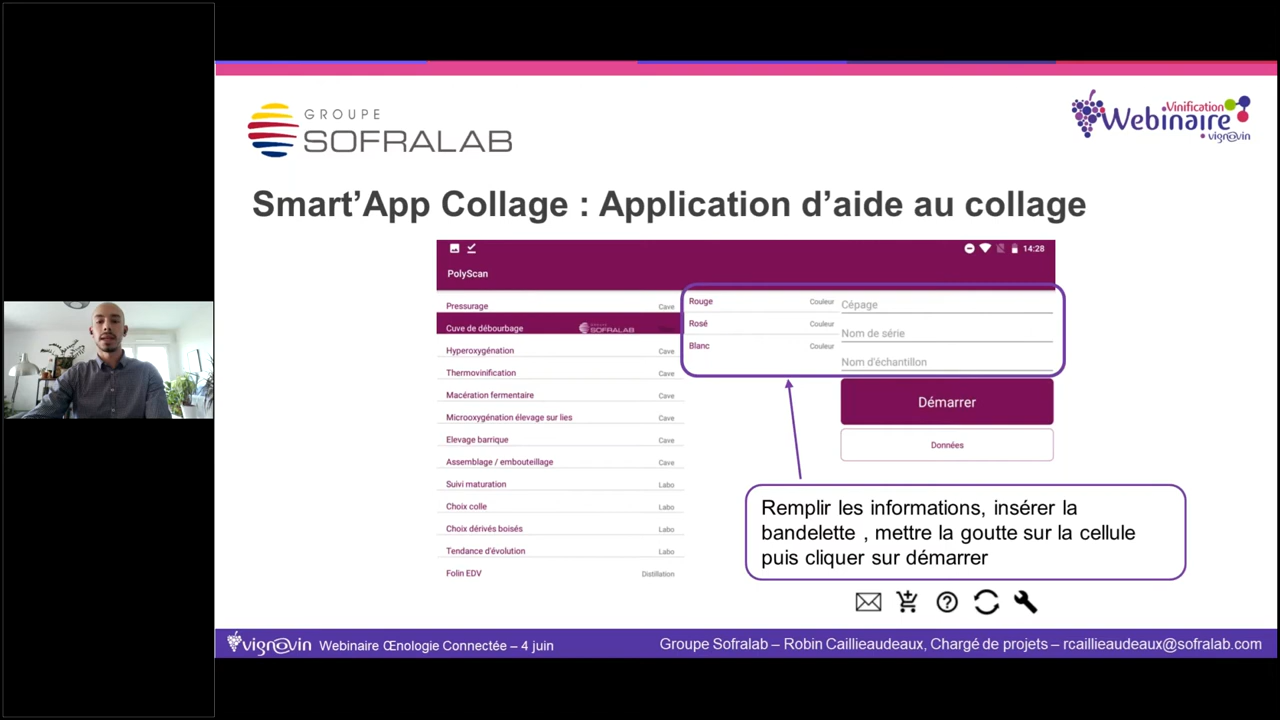 GROUPE
SOFRALAB
Vinification
Webinaire
vign@vin
Smart’App Collage : Application d’aide au collage
14:28
PolyScan
Pressurage Cave
Cuve de débourbage GROUPE SOFRALAB
Hyperoxygénation Cave
Thermovinification Cave
Macération fermentaire Cave
Microoxygénation élevage sur lies Cave
Elevage barrique Cave
Assemblage / embouteillage Cave
Suivi maturation Labo
Choix colle Labo
Choix dérivés boisés Labo
Tendance d'évolution Labo
Folin EDV Distillation
Rouge Couleur
Rosé Couleur
Blanc Couleur
Cépage
Nom de série
Nom d'échantillon
Démarrer
Données
Remplir les informations, insérer la
bandelette , mettre la goutte sur la cellule
puis cliquer sur démarrer
vign@vin Webinaire Œnologie Connectée – 4 juin
Groupe Sofralab – Robin Caillieaudeaux, Chargé de projets – rcaillieaudeaux@sofralab.com